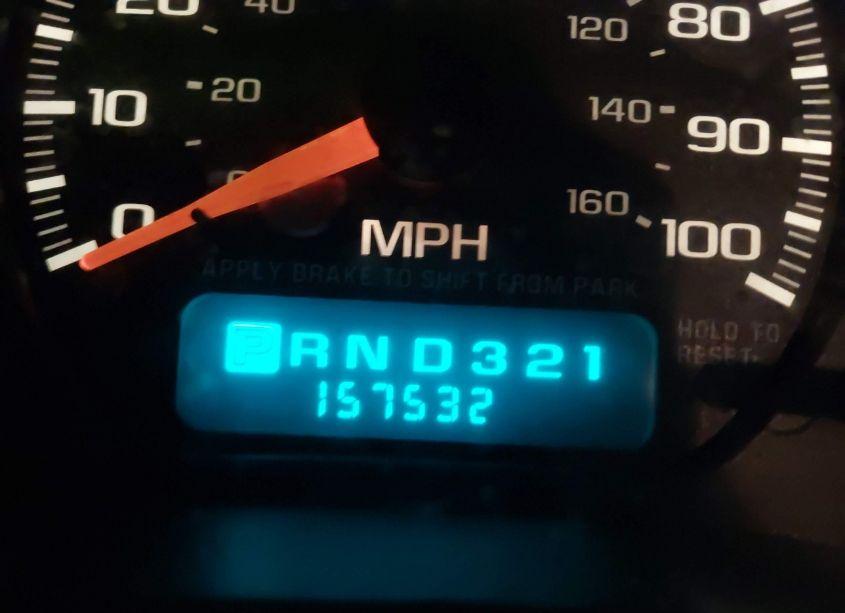 20 40 120 80
10 20 140 90
0 0 160 100
MPH
APPLY BRAKE TO SHIFT FROM PARK
HOLD TO
RESET
P R N D 3 2 1
157532